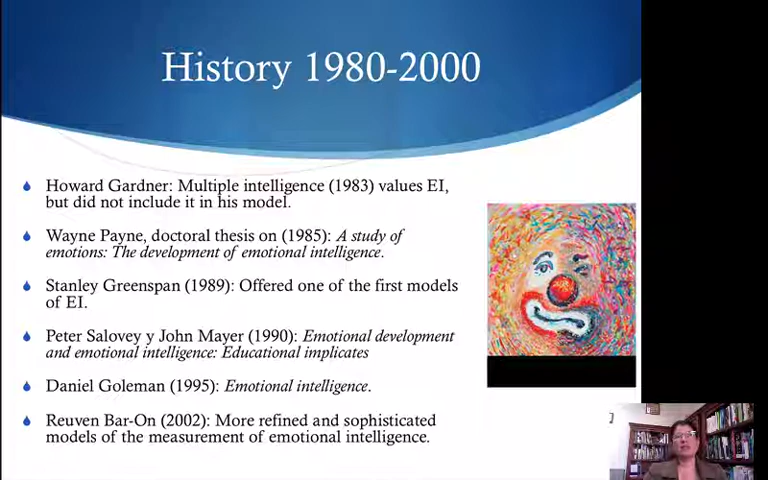 History 1980-2000
Howard Gardner: Multiple intelligence (1983) values EI,
but did not include it in his model.
Wayne Payne, doctoral thesis on (1985): A study of
emotions: The development of emotional intelligence.
Stanley Greenspan (1989): Offered one of the first models
of EI.
Peter Salovey y John Mayer (1990): Emotional development
and emotional intelligence: Educational implicates
Daniel Goleman (1995): Emotional intelligence.
Reuven Bar-On (2002): More refined and sophisticated
models of the measurement of emotional intelligence.